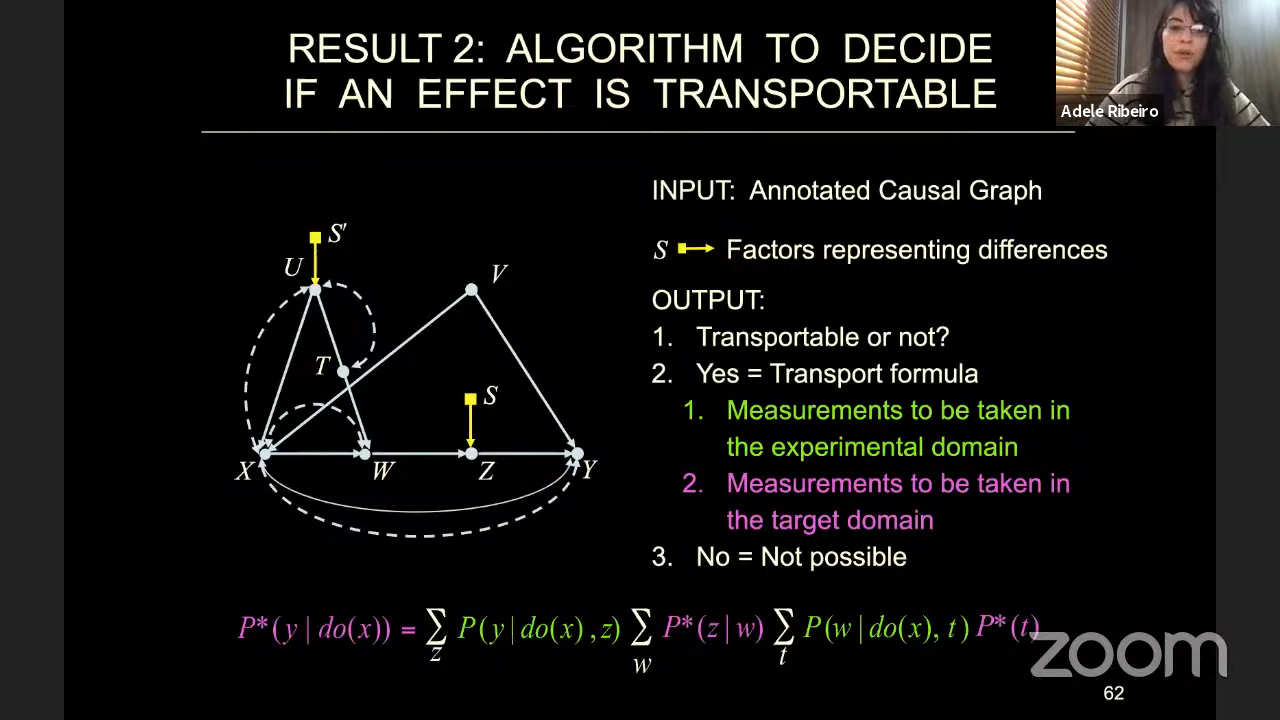 RESULT 2: ALGORITHM TO DECIDE
IF AN EFFECT IS TRANSPORTABLE
Adele Ribeiro
INPUT: Annotated Causal Graph
S Factors representing differences
OUTPUT:
1. Transportable or not?
2. Yes = Transport formula
1. Measurements to be taken in
the experimental domain
2. Measurements to be taken in
the target domain
3. No = Not possible
S'
U
V
T
S
X
W
Z
Y
P*(y | do(x)) = ∑z P(y | do(x), z) ∑w P*(z | w) ∑t P(w | do(x), t) P*(t)
zoom
62